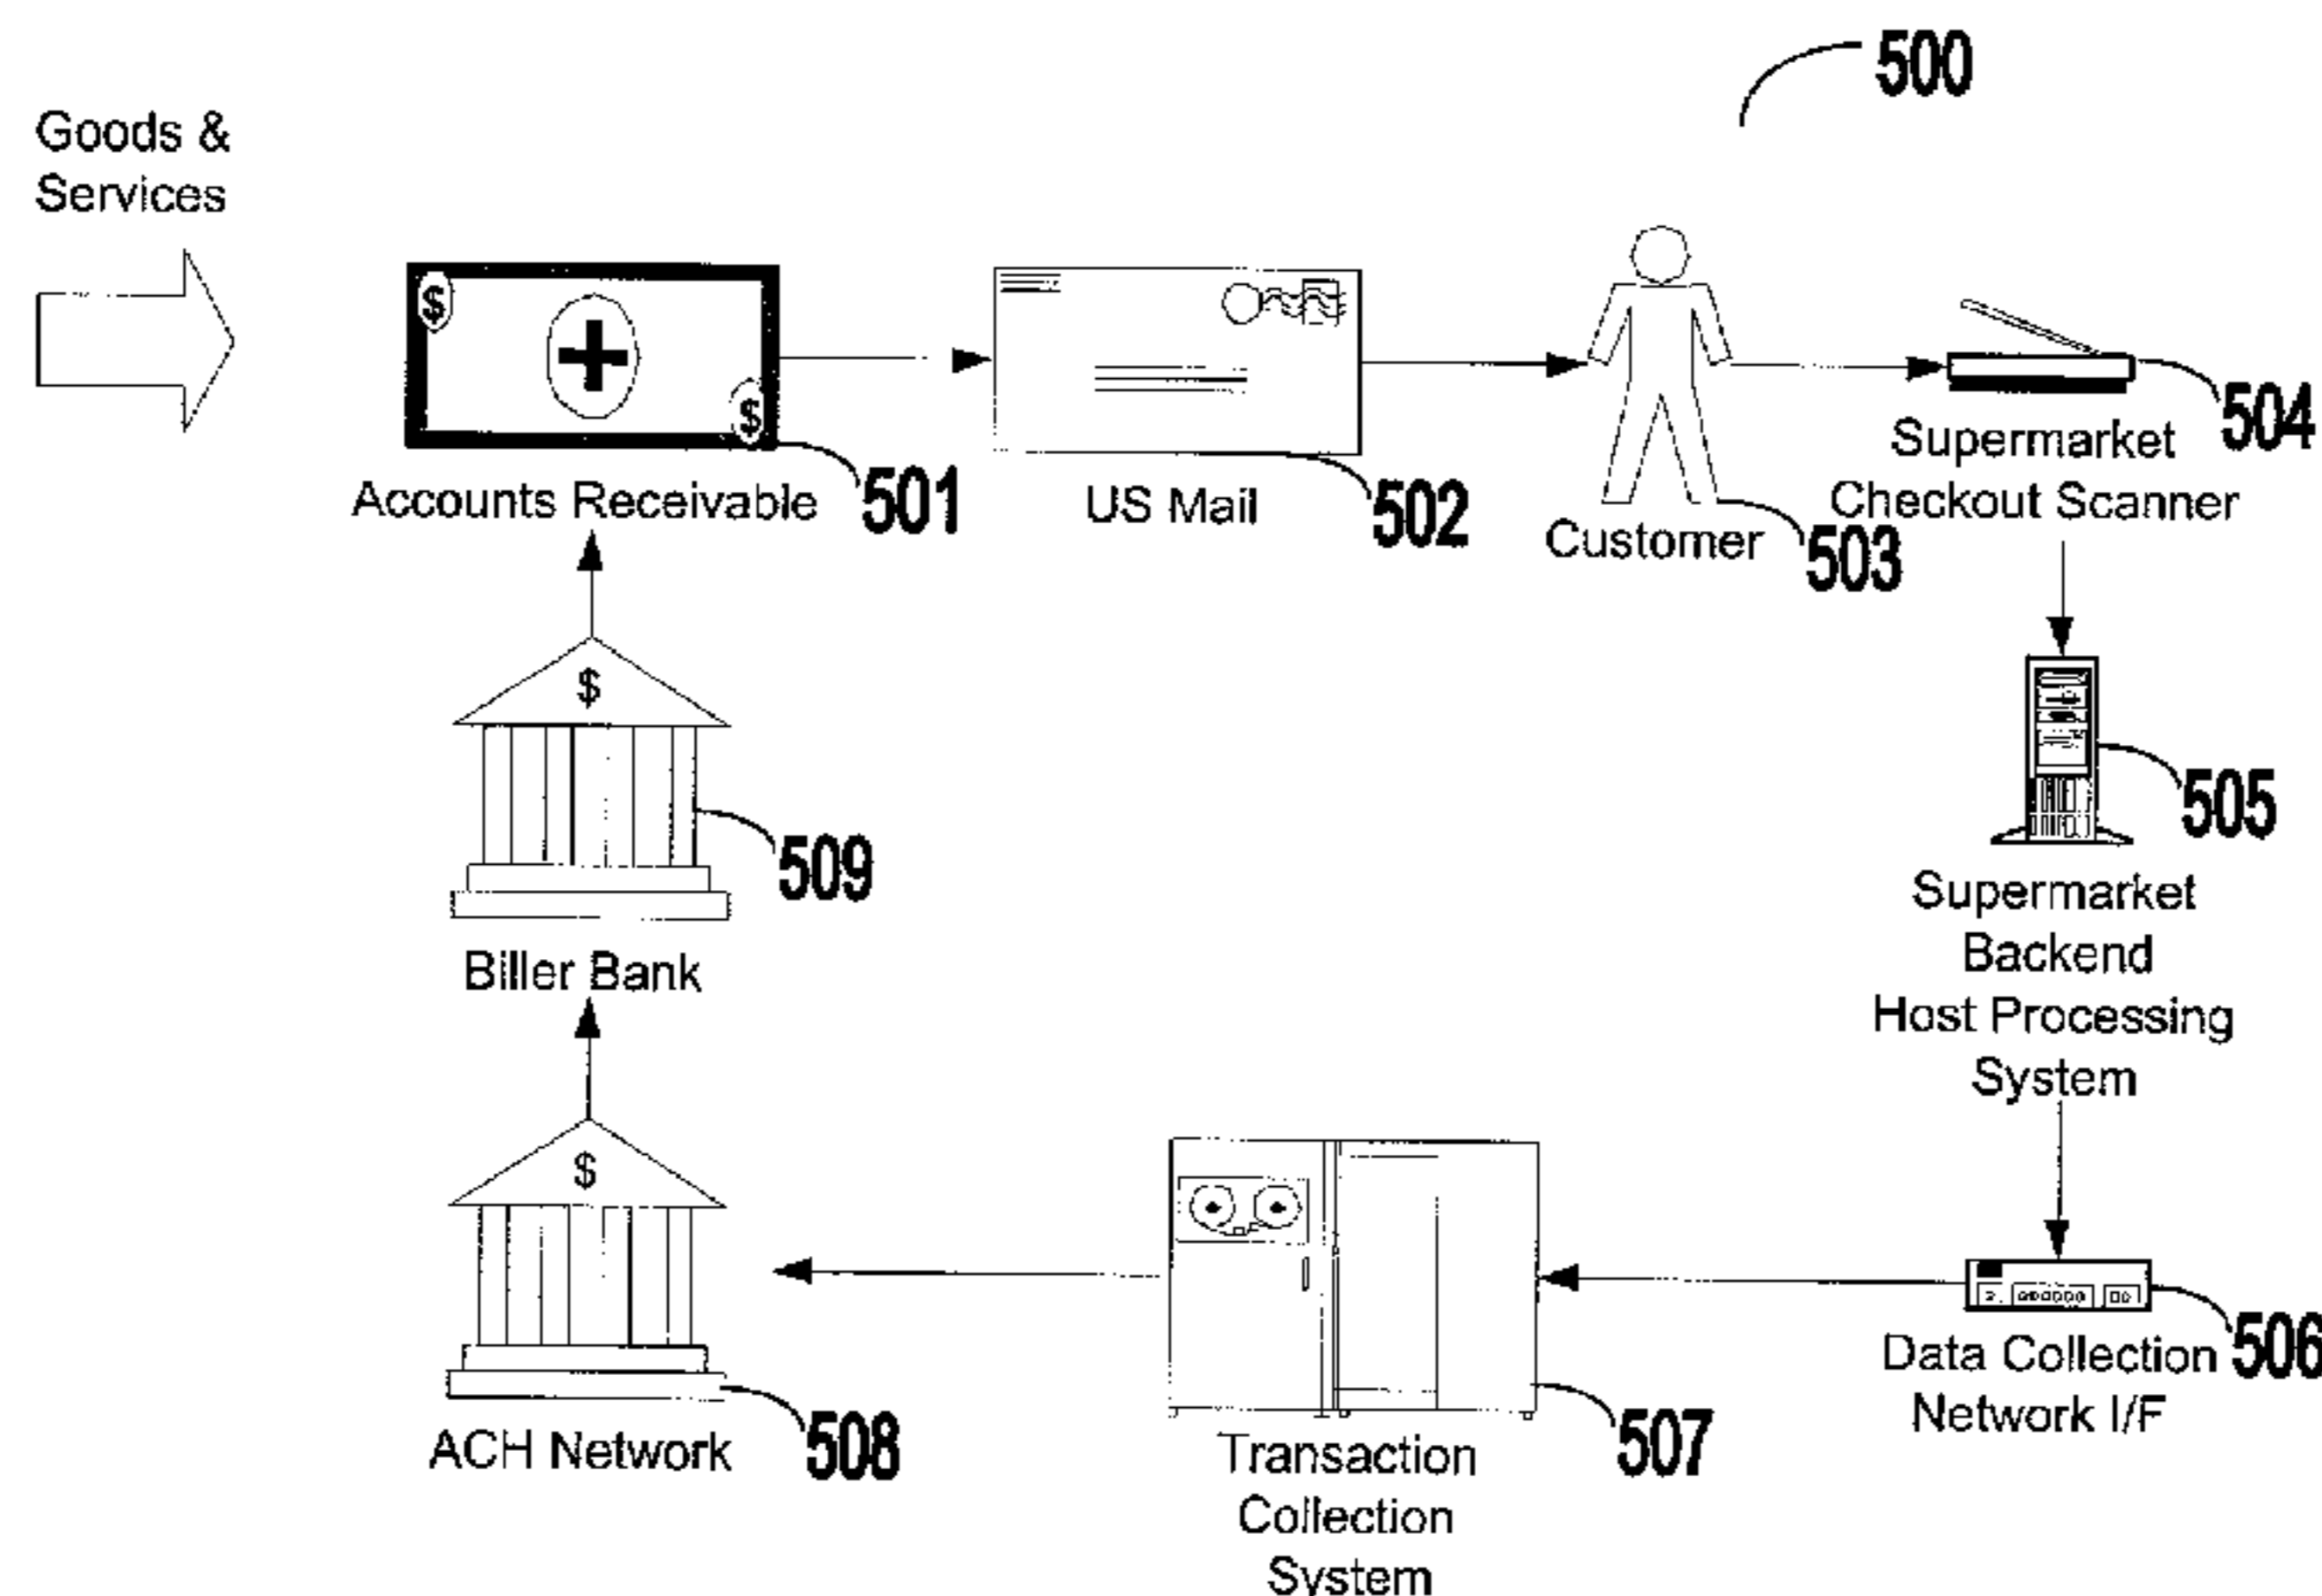 500
Goods &
Services
$
$
Accounts Receivable
501
US Mail
502
Customer
503
504
Supermarket
Checkout Scanner
505
Supermarket
Backend
Host Processing
System
$
509
Biller Bank
$
ACH Network
508
507
Transaction
Collection
System
506
Data Collection
Network I/F